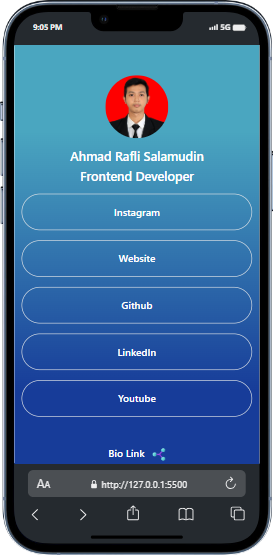 9:05 PM 5G
Ahmad Rafli Salamudin
Frontend Developer
Instagram
Website
Github
LinkedIn
Youtube
Bio Link
AA http://127.0.0.1:5500